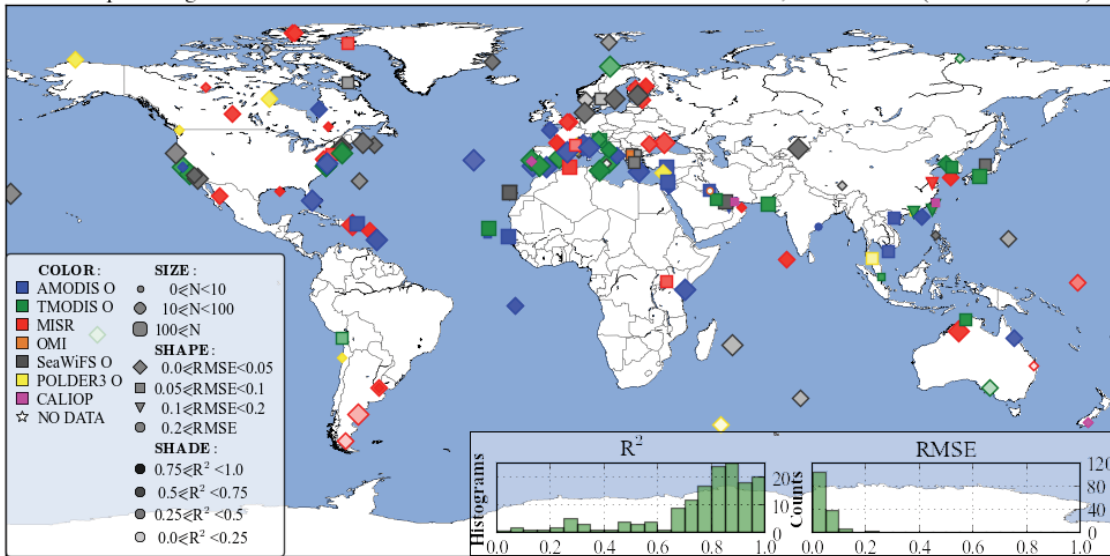 COLOR:
AMODIS O
TMODIS O
MISR
OMI
SeaWiFS O
POLDER3 O
CALIOP
NO DATA
SIZE:
0⩽N<10
10⩽N<100
100⩽N
SHAPE:
0.0⩽RMSE<0.05
0.05⩽RMSE<0.1
0.1⩽RMSE<0.2
0.2⩽RMSE
SHADE:
0.75⩽R² <1.0
0.5⩽R² <0.75
0.25⩽R² <0.5
0.0⩽R² <0.25
Histograms
R²
20
10
0
0.0 0.2 0.4 0.6 0.8 1.0
Counts
RMSE
120
80
40
0
0.0 0.2 0.4 0.6 0.8 1.0